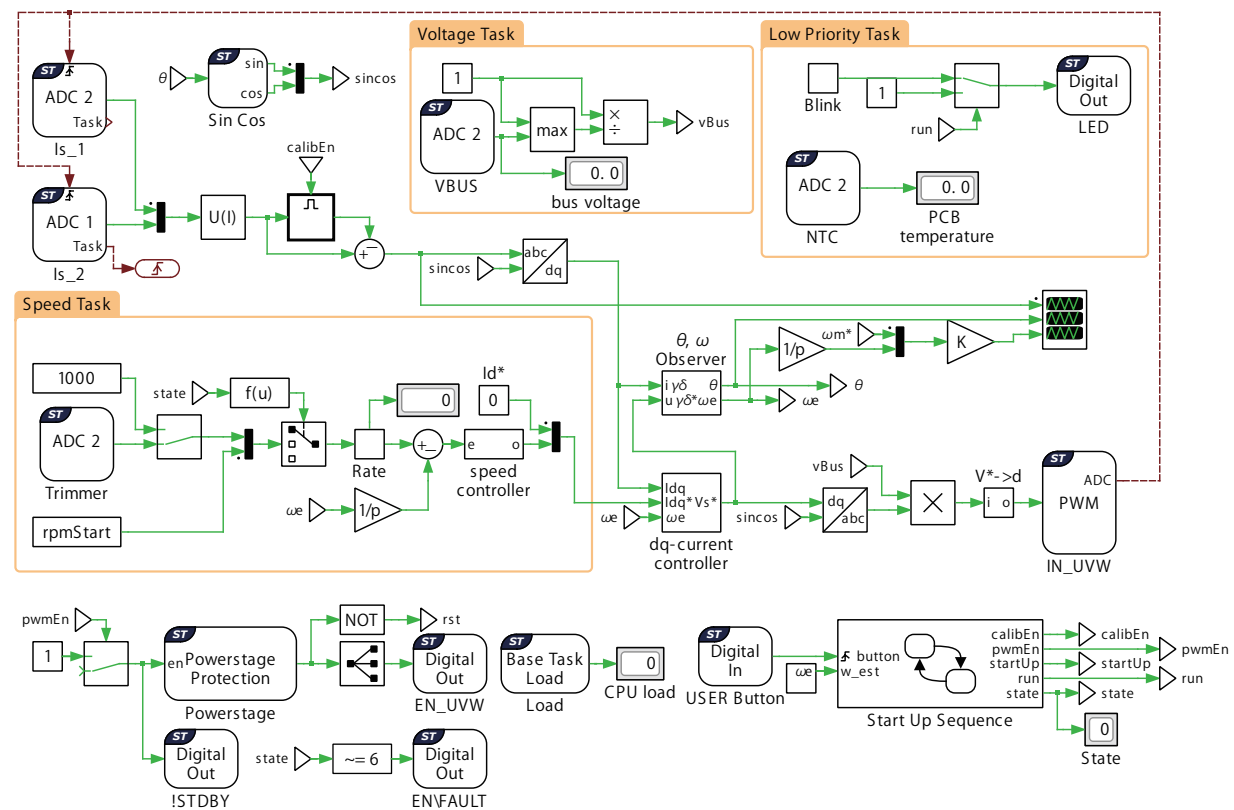 Voltage Task
Low Priority Task
ST
ADC 2
Task
Is_1
θ
ST
sin
cos
Sin Cos
sincos
1
ST
ADC 2
VBUS
max
×
÷
vBus
0. 0
bus voltage
Blink
1
run
ST
Digital
Out
LED
ST
ADC 2
NTC
0. 0
PCB
temperature
calibEn
ST
ADC 1
Task
Is_2
U(I)
+
−
sincos
abc
dq
Speed Task
1000
ST
ADC 2
Trimmer
rpmStart
state
f(u)
0
Rate
ωe
1/p
+
−
Id*
0
e
o
speed
controller
θ, ω
Observer
i γδ
θ
u γδ*
ωe
1/p
ωm*
K
θ
ωe
Idq
Idq*
Vs*
ωe
ωe
dq-current
controller
vBus
sincos
dq
abc
×
V*->d
i
o
ST
ADC
PWM
IN_UVW
pwmEn
1
ST
en
Powerstage
Protection
Powerstage
NOT
rst
ST
Digital
Out
EN_UVW
ST
Base Task
Load
Load
0
CPU load
ST
Digital
In
USER Button
ωe
button
w_est
Start Up Sequence
calibEn
pwmEn
startUp
run
state
calibEn
pwmEn
startUp
run
state
0
State
ST
Digital
Out
!STDBY
state
~= 6
ST
Digital
Out
EN\FAULT